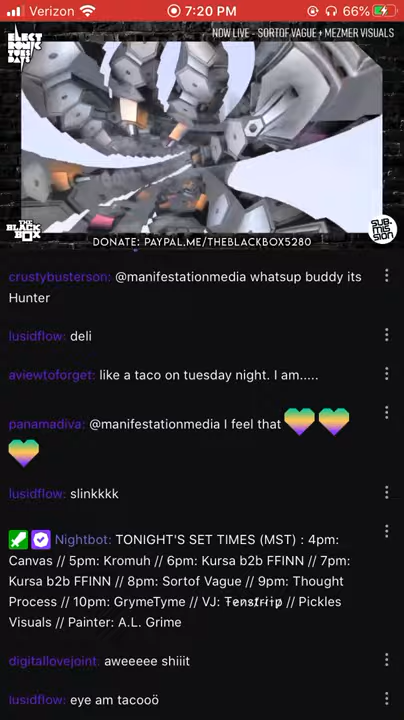 Verizon 7:20 PM 66%
ELECTRONIC TUESDAYS
NOW LIVE - SORTOF VAGUE + MEZMER VISUALS
THE BLACK BOX
SUB.MISSION
DONATE: PAYPAL.ME/THEBLACKBOX5280
crustybusterson: @manifestationmedia whatsup buddy its
Hunter
lusidflow: deli
aviewtoforget: like a taco on tuesday night. I am.....
panamadiva: @manifestationmedia I feel that
lusidflow: slinkkkk
Nightbot: TONIGHT'S SET TIMES (MST) : 4pm:
Canvas // 5pm: Kromuh // 6pm: Kursa b2b FFINN // 7pm:
Kursa b2b FFINN // 8pm: Sortof Vague // 9pm: Thought
Process // 10pm: GrymeTyme // VJ: T̶e̶n̶s̶t̶r̶i̶i̶p̶ // Pickles
Visuals // Painter: A.L. Grime
digitallovejoint: aweeeee shiiit
lusidflow: eye am tacooö